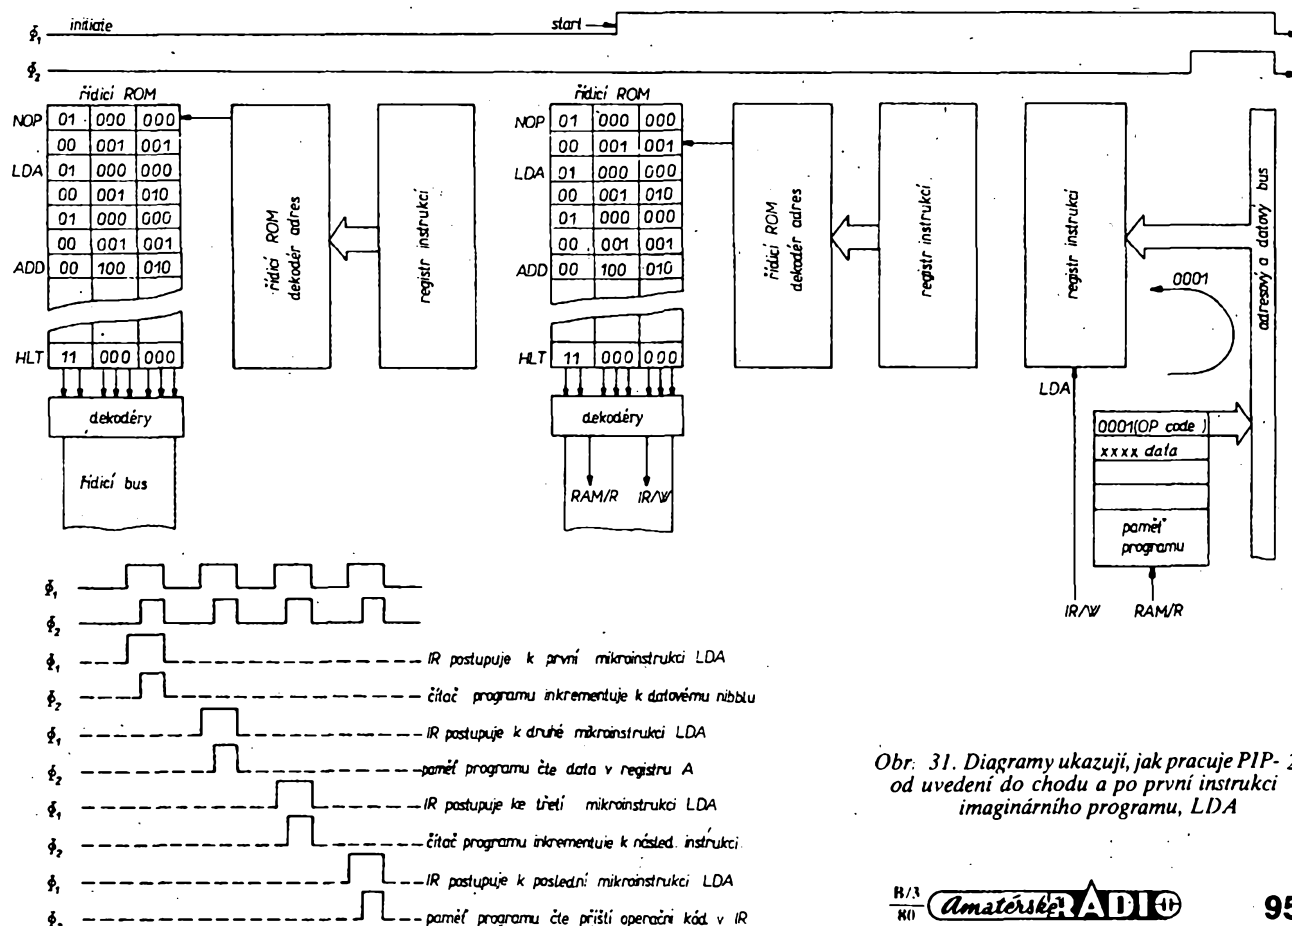 Φ₁ initiate start
Φ₂
řídicí ROM
NOP 01 000 000
00 001 001
LDA 01 000 000
00 001 010
01 000 000
00 001 001
ADD 00 100 010
HLT 11 000 000
dekodéry
řídicí bus
řídicí ROM
dekodér adres
registr instrukcí
řídicí ROM
NOP 01 000 000
00 001 001
LDA 01 000 000
00 001 010
01 000 000
00 001 001
ADD 00 100 010
HLT 11 000 000
dekodéry
RAM/R IR/W
řídicí ROM
dekodér adres
registr instrukcí
registr instrukcí
adresový a datový bus
0001
LDA
0001(OP code )
xxxx data
paměť
programu
IR/W RAM/R
Φ₁
Φ₂
Φ₁ IR postupuje k první mikroinstrukci LDA
Φ₂ čítač programu inkrementuje k datovému nibblu
Φ₁ IR postupuje k druhé mikroinstrukci LDA
Φ₂ paměť programu čte data v registru A
Φ₁ IR postupuje ke třetí mikroinstrukci LDA
Φ₂ čítač programu inkrementuje k násled. instrukci
Φ₁ IR postupuje k poslední mikroinstrukci LDA
Φ₂ paměť programu čte příští operační kód v IR
Obr. 31. Diagramy ukazují, jak pracuje PIP- 2
od uvedení do chodu a po první instrukci
imaginárního programu, LDA
B/3
80 Amatérské RADIO 95